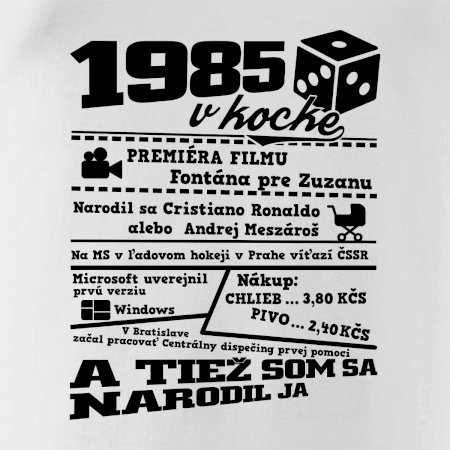 1985
v kocke
PREMIÉRA FILMU
Fontána pre Zuzanu
Narodil sa Cristiano Ronaldo
alebo Andrej Meszároš
Na MS v ľadovom hokeji v Prahe víťazí ČSSR
Microsoft uverejnil
prvú verziu
Windows
Nákup:
CHLIEB ... 3,80 KČS
PIVO ... 2,40 KČS
V Bratislave
začal pracovať Centrálny dispečing prvej pomoci
A TIEŽ SOM SA
NARODIL JA